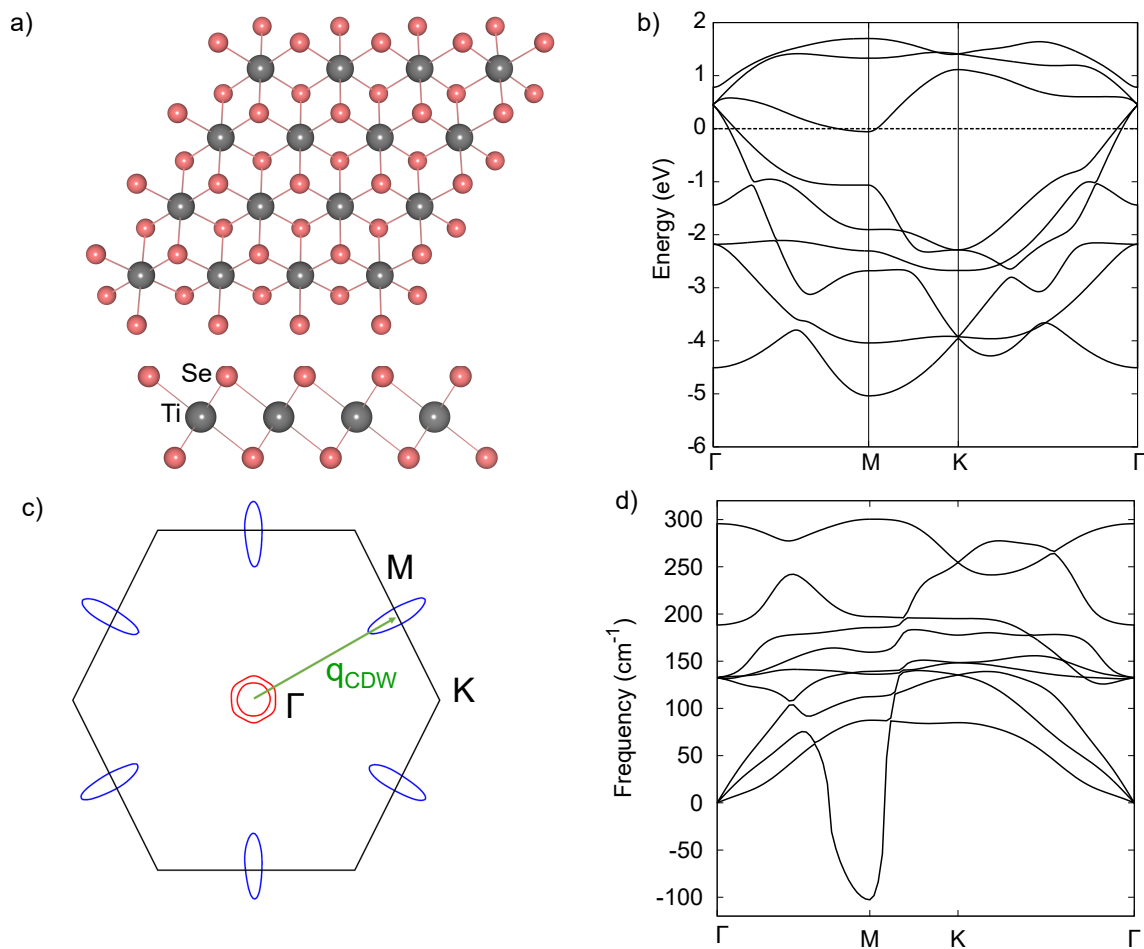 a)
Se
Ti
b)
Energy (eV)
2
1
0
-1
-2
-3
-4
-5
-6
Γ M K Γ
c)
M
K
Γ
qCDW
d)
Frequency (cm-1)
300
250
200
150
100
50
0
-50
-100
Γ M K Γ